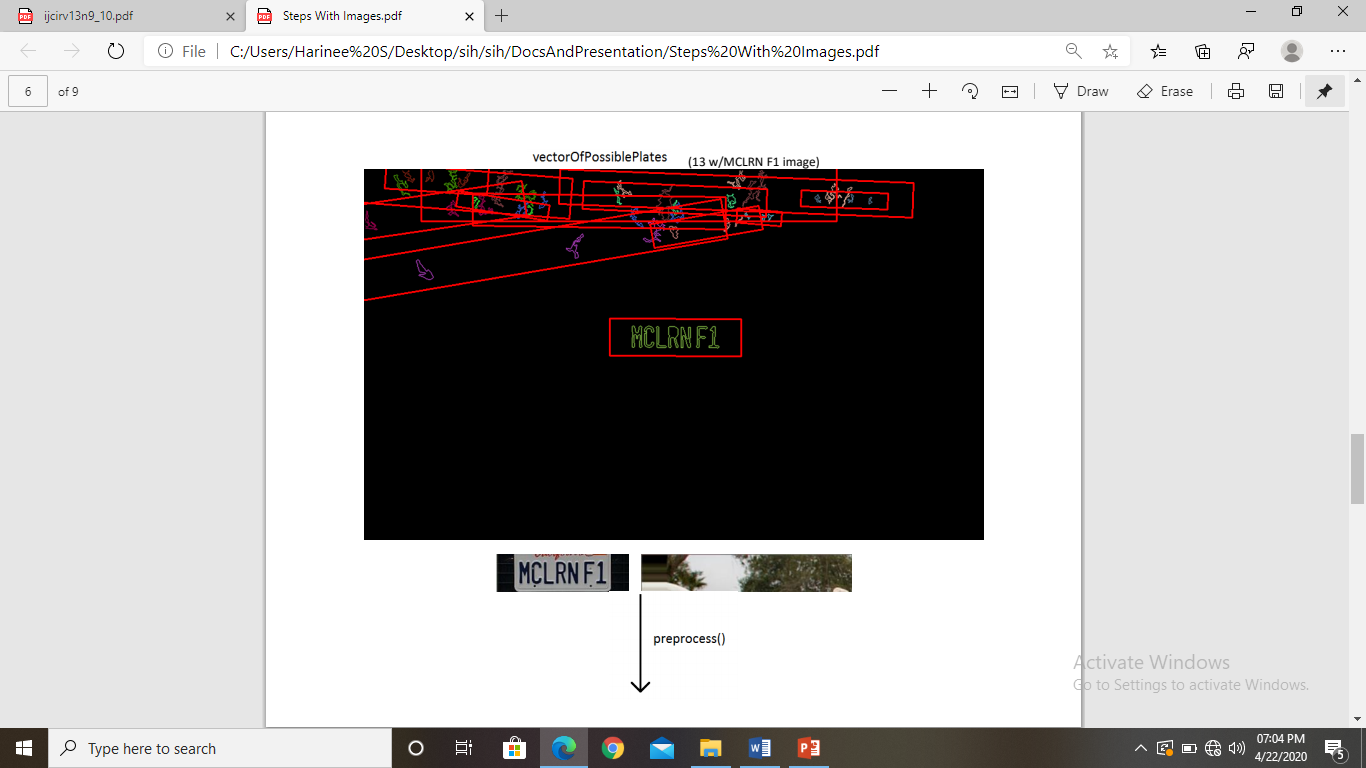 ijcirv13n9_10.pdf
Steps With Images.pdf
File
C:/Users/Harinee%20S/Desktop/sih/sih/DocsAndPresentation/Steps%20With%20Images.pdf
6 of 9
Draw
Erase
vectorOfPossiblePlates (13 w/MCLRN F1 image)
MCLRN F1
MCLRN F1
preprocess()
Activate Windows
Go to Settings to activate Windows.
Type here to search
07:04 PM
4/22/2020
5